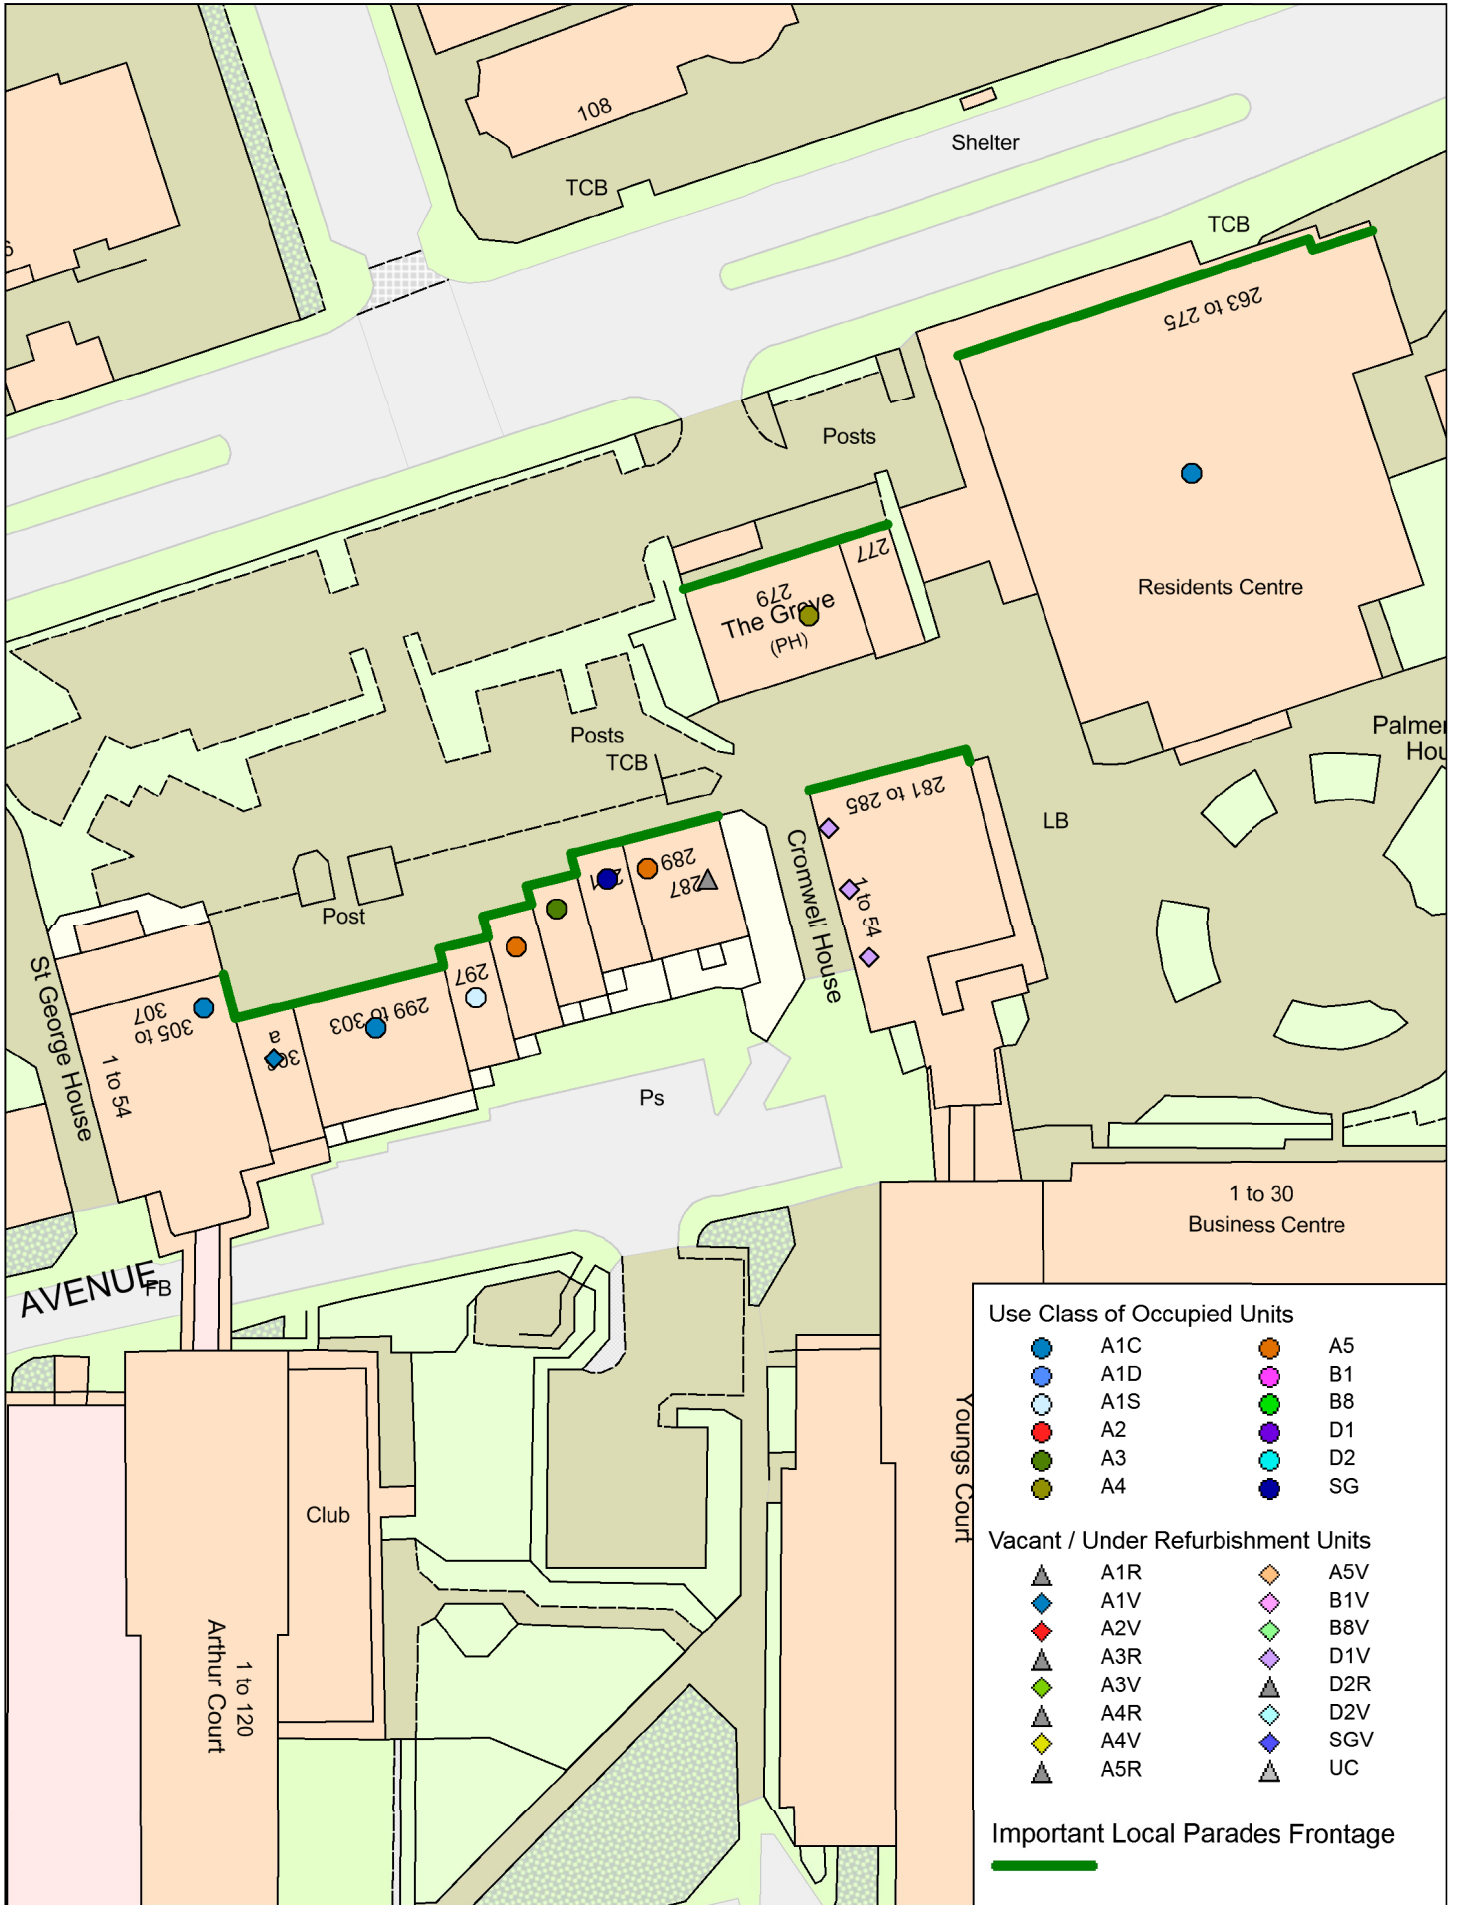 108
Shelter
TCB
TCB
263 to 275
Posts
277
279
The Grove
(PH)
Residents Centre
Posts
TCB
Palmer
Hou
281 to 285
LB
Cromwell House
1 to 54
289
287
Post
297
299 to 303
a
305 to
307
St George House
1 to 54
Ps
1 to 30
Business Centre
AVENUE
FB
Club
1 to 120
Arthur Court
Youngs Court
Use Class of Occupied Units
A1C A5
A1D B1
A1S B8
A2 D1
A3 D2
A4 SG
Vacant / Under Refurbishment Units
A1R A5V
A1V B1V
A2V B8V
A3R D1V
A3V D2R
A4R D2V
A4V SGV
A5R UC
Important Local Parades Frontage